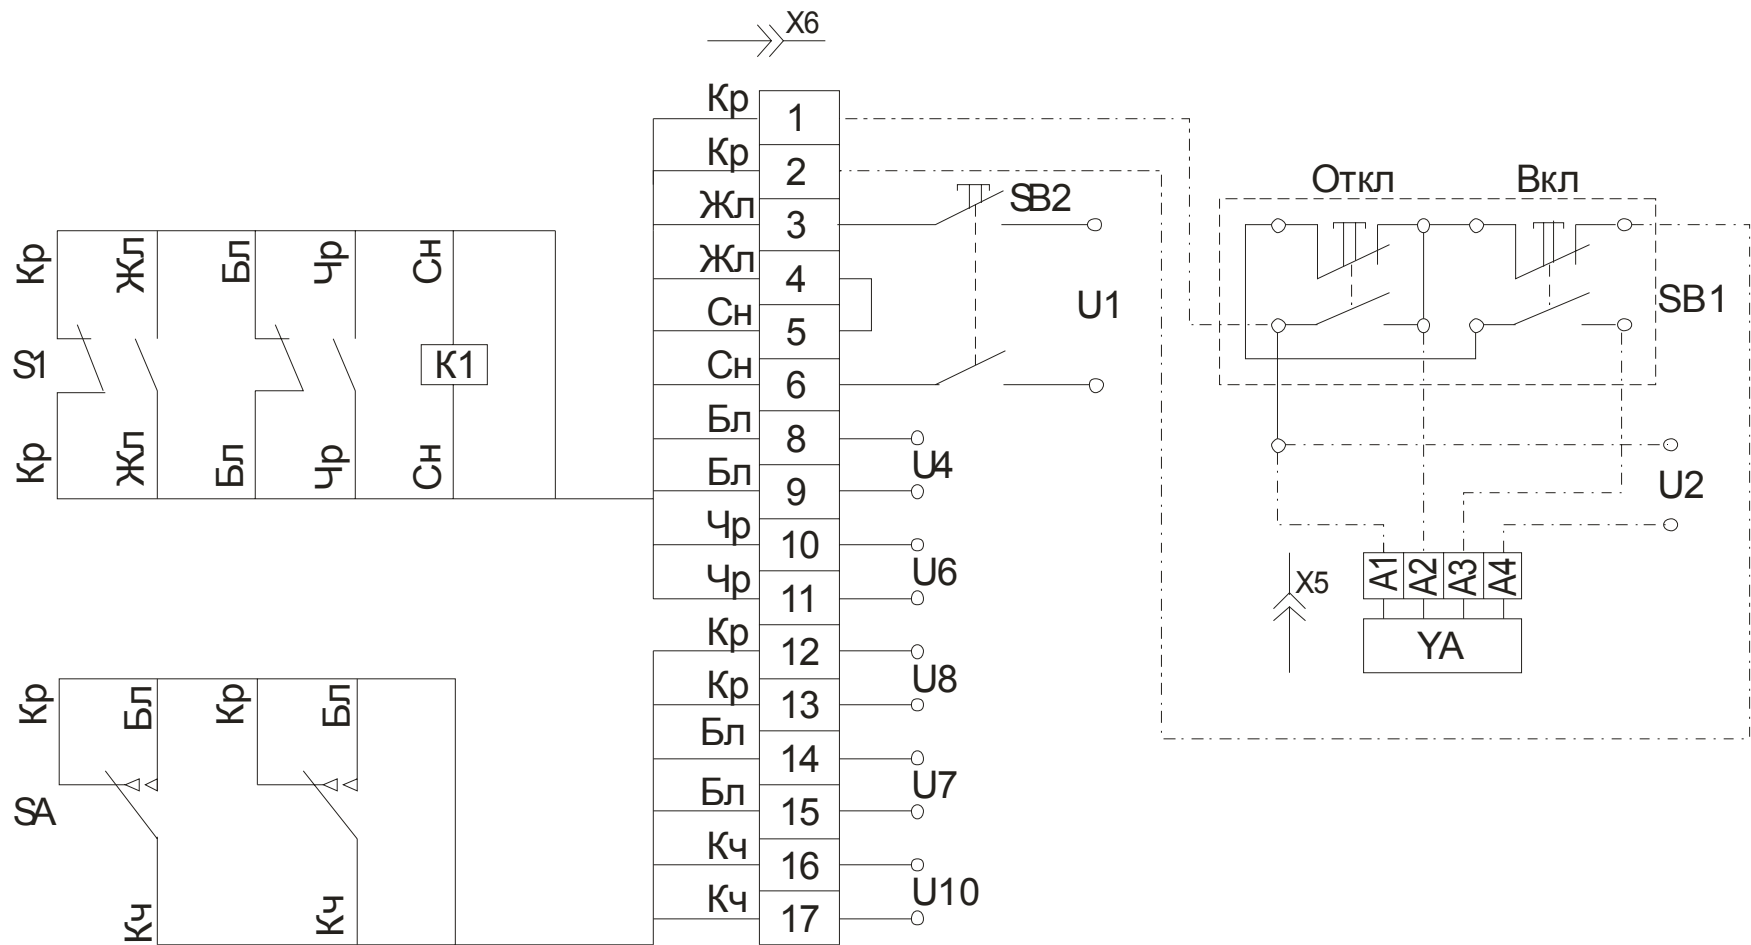 X6
Кр 1
Кр 2
Жл 3
Жл 4
Сн 5
Сн 6
Бл 8
Бл 9
Чр 10
Чр 11
Кр 12
Кр 13
Бл 14
Бл 15
Кч 16
Кч 17
SB2
U1
U4
U6
U8
U7
U10
Кр Жл Бл Чр Сн
S1
К1
Кр Жл Бл Чр Сн
Кр Бл Кр Бл
SA
Кч Кч
Откл Вкл
SB1
U2
X5
A1 A2 A3 A4
YA